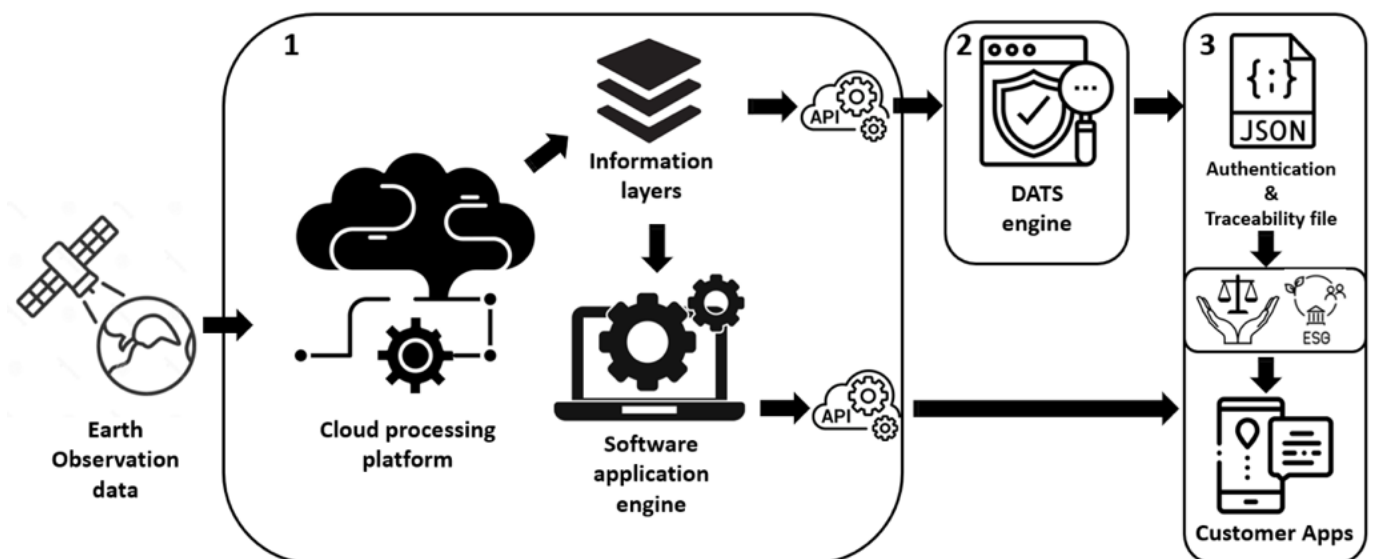 1
2
3
{;}
JSON
API
Information
layers
DATS
engine
Authentication
&
Traceability file
ESG
Earth
Observation
data
Cloud processing
platform
API
Software
application
engine
Customer Apps